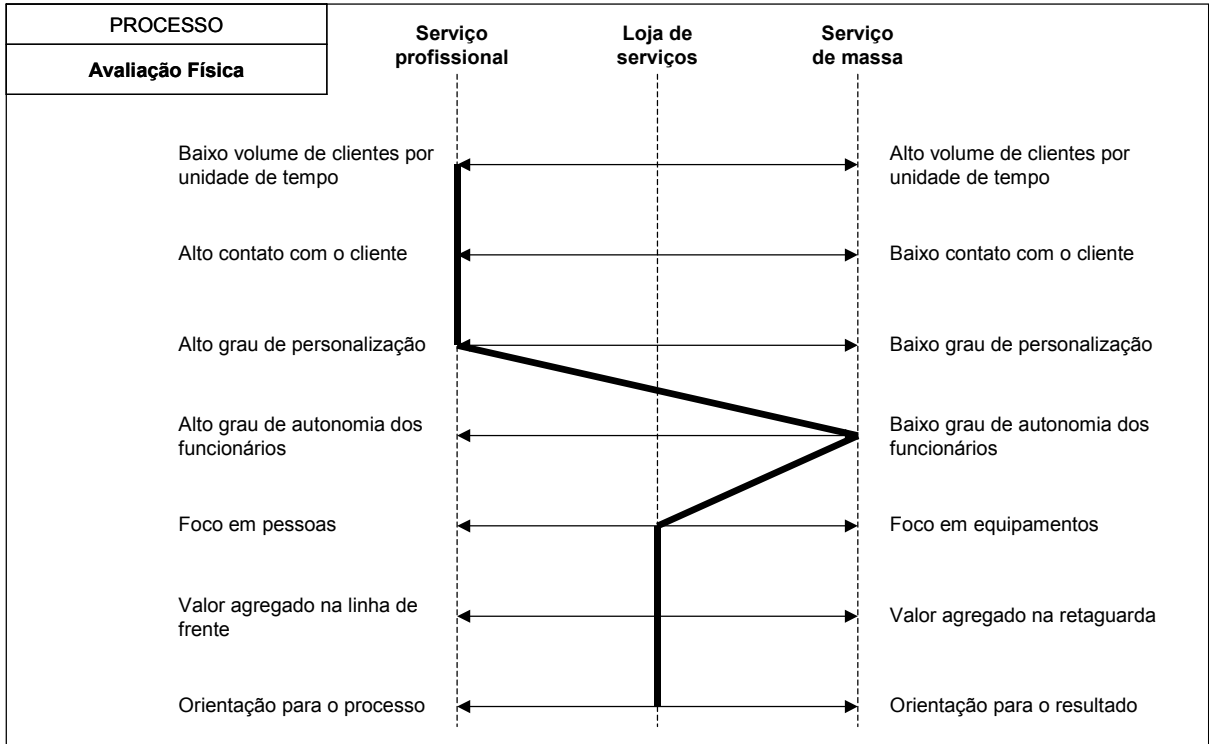 PROCESSO
Avaliação Física
Serviço
profissional
Loja de
serviços
Serviço
de massa
Baixo volume de clientes por
unidade de tempo
Alto volume de clientes por
unidade de tempo
Alto contato com o cliente
Baixo contato com o cliente
Alto grau de personalização
Baixo grau de personalização
Alto grau de autonomia dos
funcionários
Baixo grau de autonomia dos
funcionários
Foco em pessoas
Foco em equipamentos
Valor agregado na linha de
frente
Valor agregado na retaguarda
Orientação para o processo
Orientação para o resultado